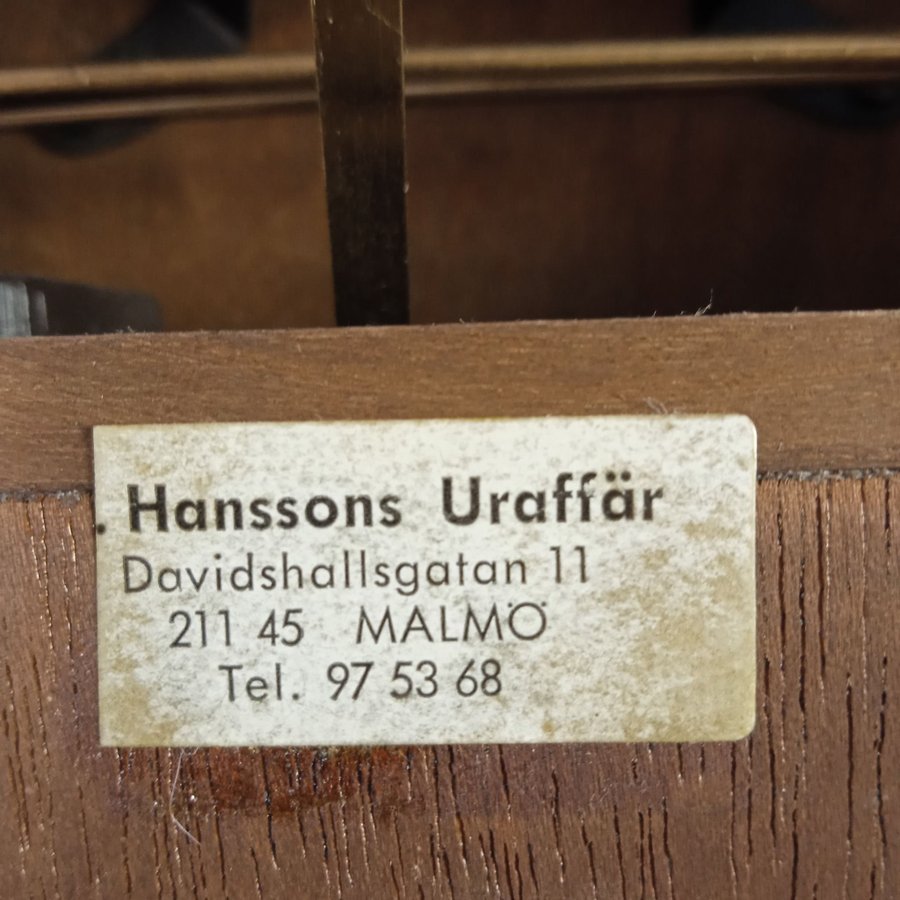 . Hanssons Uraffär
Davidshallsgatan 11
211 45 MALMÖ
Tel. 97 53 68